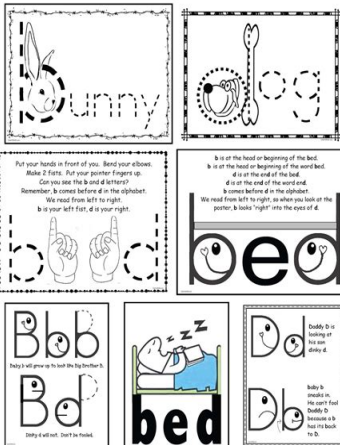 bunny
dog
Put your hands in front of you. Bend your elbows.
Make 2 fists. Put your pointer fingers up.
Can you see the b and d letters?
Remember, b comes before d in the alphabet.
We read from left to right.
b is your left fist, d is your right.
b d
b is at the head or beginning of the bed.
b is at the head or beginning of the word bed.
d is at the end of the bed.
d is at the end of the word end.
b comes before d in the alphabet.
We read from left to right, so when you look at the
poster, b looks "right" into the eyes of d.
bed
Bbb
Baby b will grow up to look like Big Brother B.
Bd
Dinky d will not. Don't be fooled.
zzz
bed
Dd
Daddy D is
looking at
his son
dinky d.
Db
Baby b
sneaks in.
He can't fool
Daddy D
because a b
has its back
to D.